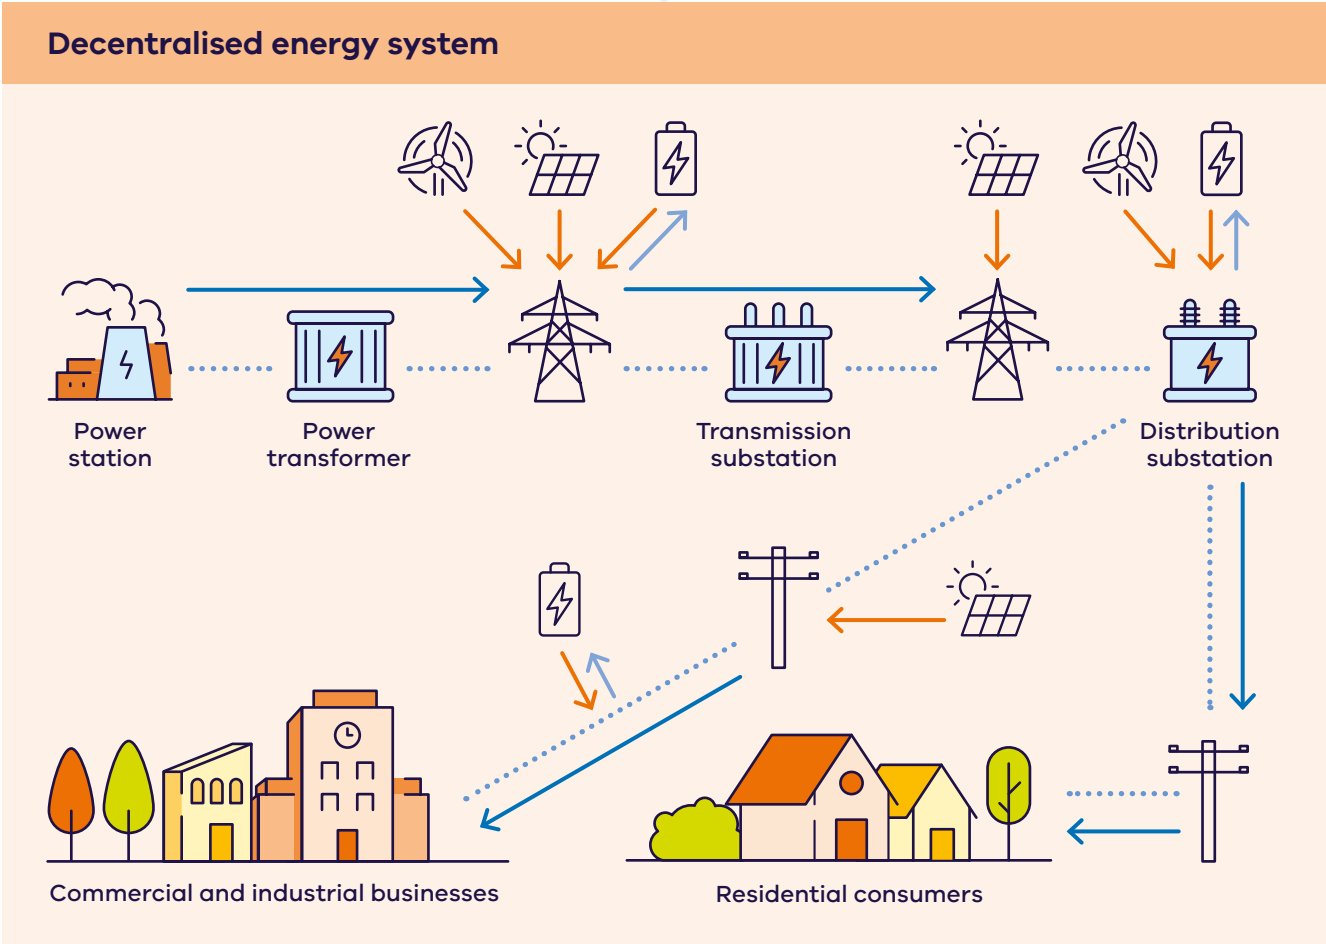 Decentralised energy system
Power
station
Power
transformer
Transmission
substation
Distribution
substation
Commercial and industrial businesses
Residential consumers